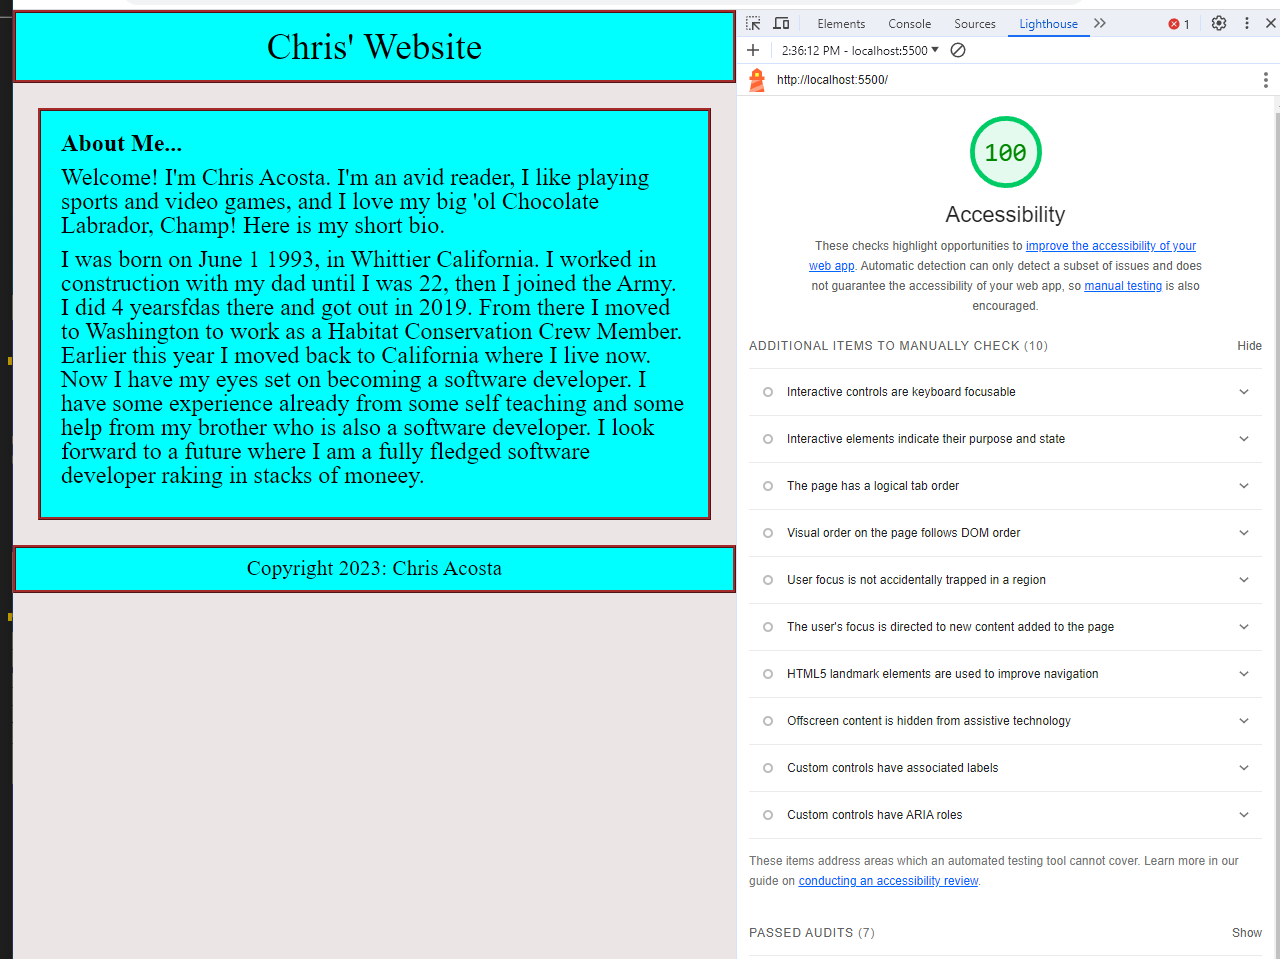 Chris' Website
About Me...
Welcome! I'm Chris Acosta. I'm an avid reader, I like playing
sports and video games, and I love my big 'ol Chocolate
Labrador, Champ! Here is my short bio.
I was born on June 1 1993, in Whittier California. I worked in
construction with my dad until I was 22, then I joined the Army.
I did 4 yearsfdas there and got out in 2019. From there I moved
to Washington to work as a Habitat Conservation Crew Member.
Earlier this year I moved back to California where I live now.
Now I have my eyes set on becoming a software developer. I
have some experience already from some self teaching and some
help from my brother who is also a software developer. I look
forward to a future where I am a fully fledged software
developer raking in stacks of moneey.
Copyright 2023: Chris Acosta
Elements Console Sources Lighthouse 1
2:36:12 PM - localhost:5500
http://localhost:5500/
100
Accessibility
These checks highlight opportunities to improve the accessibility of your
web app. Automatic detection can only detect a subset of issues and does
not guarantee the accessibility of your web app, so manual testing is also
encouraged.
ADDITIONAL ITEMS TO MANUALLY CHECK (10) Hide
Interactive controls are keyboard focusable
Interactive elements indicate their purpose and state
The page has a logical tab order
Visual order on the page follows DOM order
User focus is not accidentally trapped in a region
The user's focus is directed to new content added to the page
HTML5 landmark elements are used to improve navigation
Offscreen content is hidden from assistive technology
Custom controls have associated labels
Custom controls have ARIA roles
These items address areas which an automated testing tool cannot cover. Learn more in our
guide on conducting an accessibility review.
PASSED AUDITS (7) Show